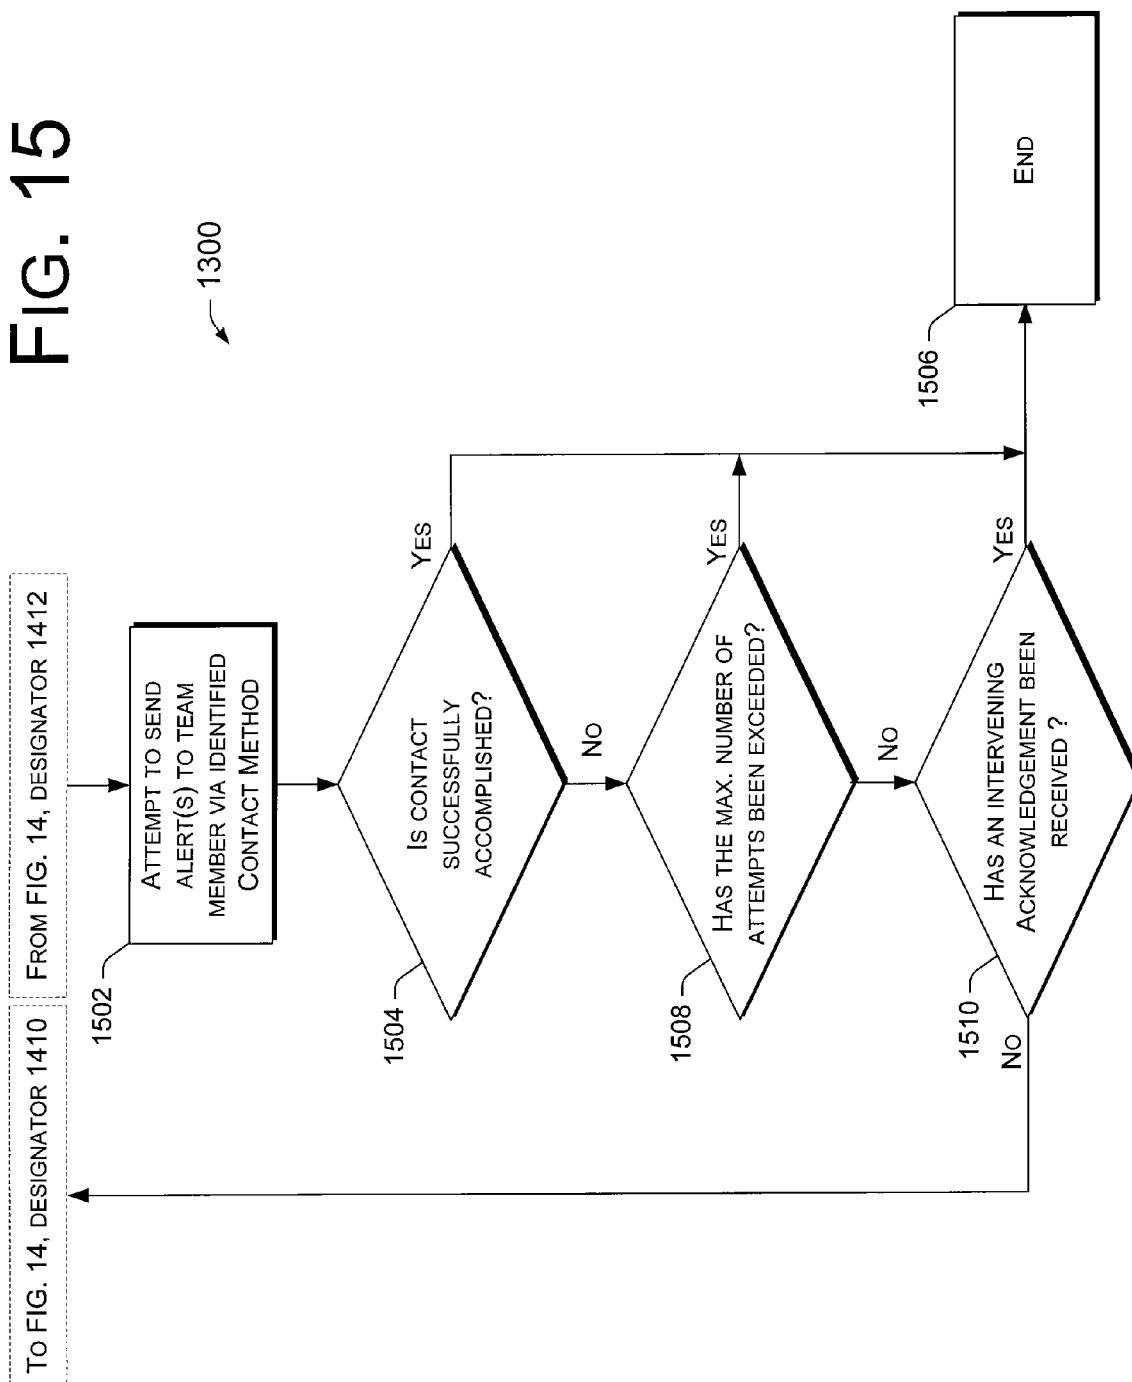 FIG. 15
1300
TO FIG. 14, DESIGNATOR 1410
FROM FIG. 14, DESIGNATOR 1412
1502
ATTEMPT TO SEND
ALERT(S) TO TEAM
MEMBER VIA IDENTIFIED
CONTACT METHOD
1504
IS CONTACT
SUCCESSFULLY
ACCOMPLISHED?
YES
NO
1508
HAS THE MAX. NUMBER OF
ATTEMPTS BEEN EXCEEDED?
YES
NO
1510
HAS AN INTERVENING
ACKNOWLEDGEMENT BEEN
RECEIVED ?
YES
NO
1506
END